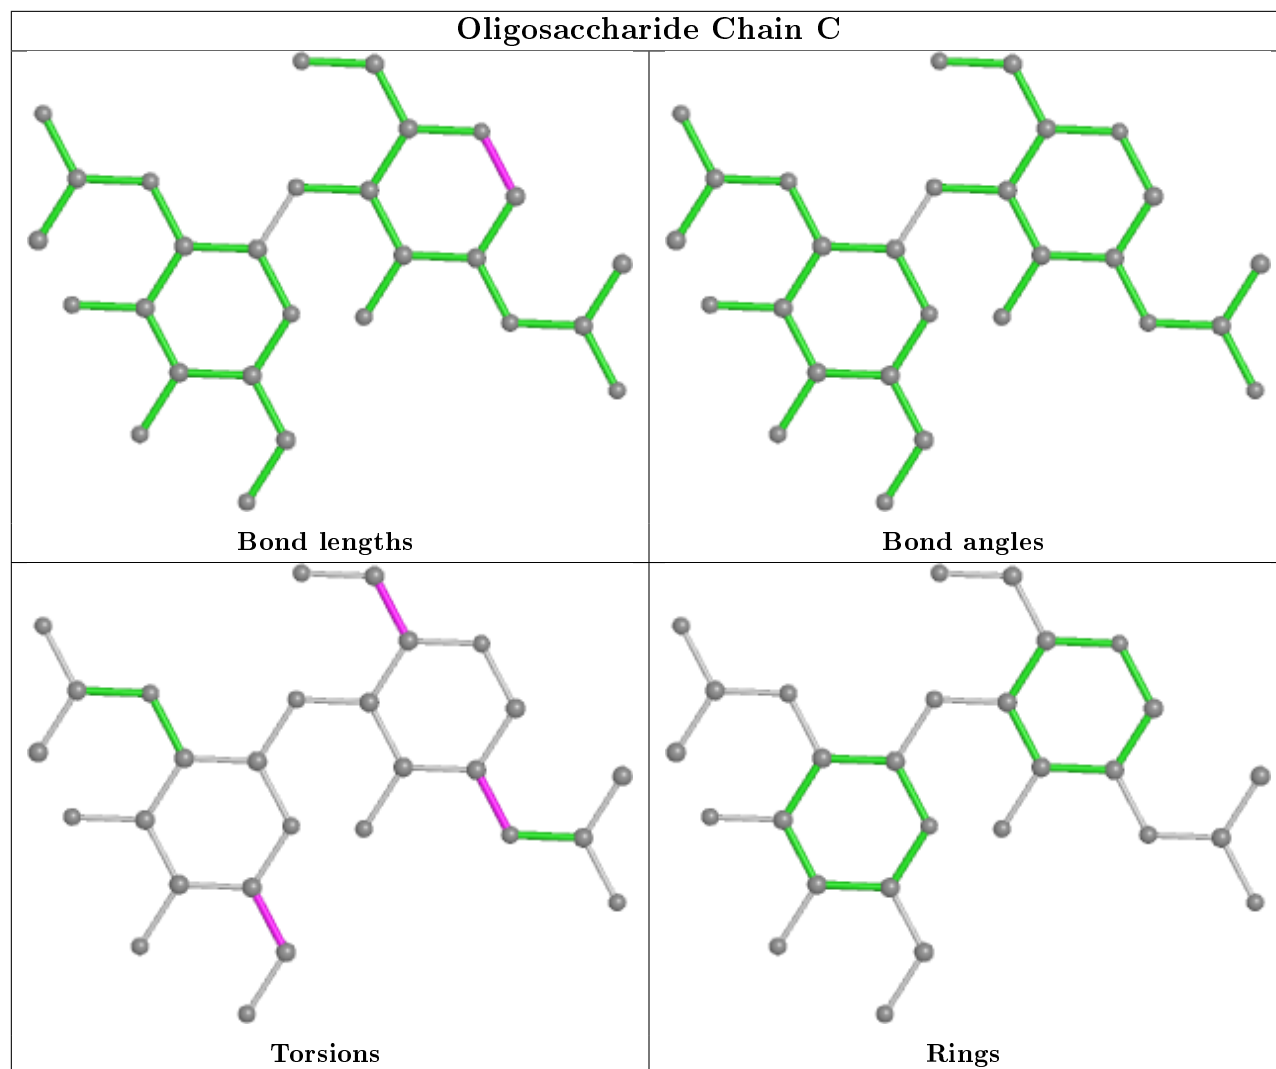 Oligosaccharide Chain C
Bond lengths
Bond angles
Torsions
Rings